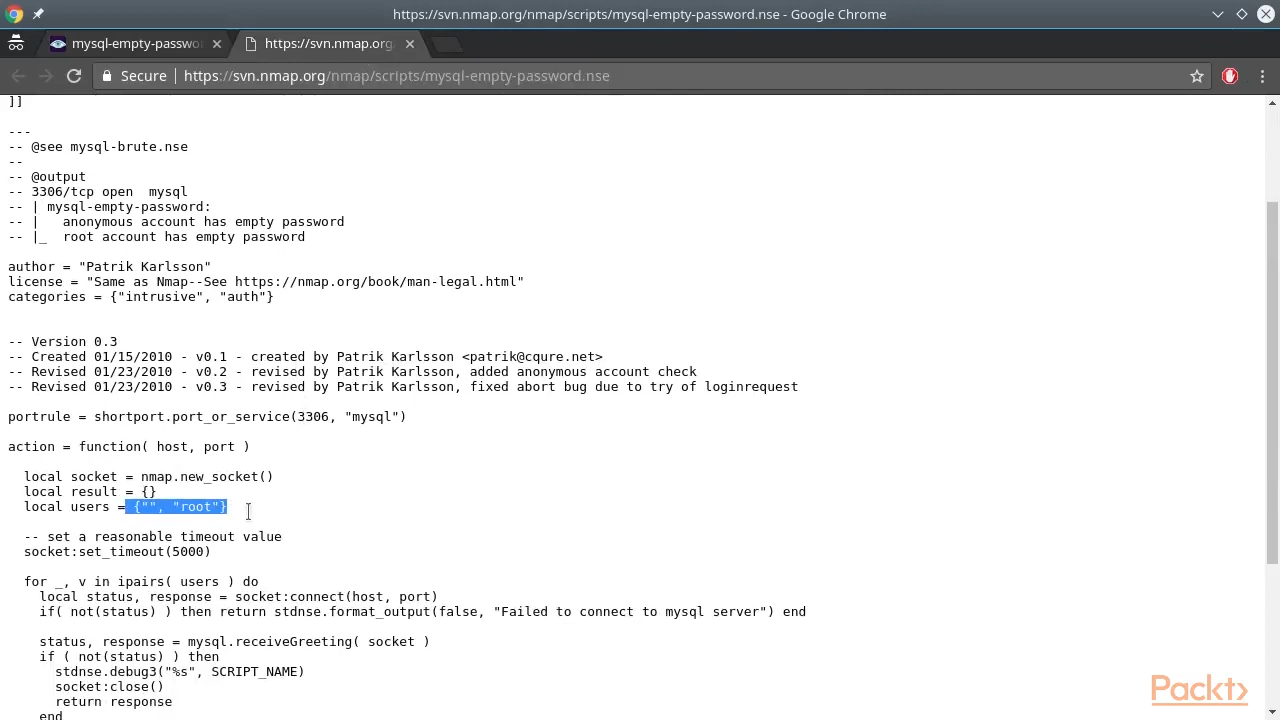 https://svn.nmap.org/nmap/scripts/mysql-empty-password.nse - Google Chrome
mysql-empty-passwo
https://svn.nmap.org
Secure https://svn.nmap.org/nmap/scripts/mysql-empty-password.nse
]]
---
-- @see mysql-brute.nse
--
-- @output
-- 3306/tcp open  mysql
-- | mysql-empty-password:
-- |   anonymous account has empty password
-- |_  root account has empty password
author = "Patrik Karlsson"
license = "Same as Nmap--See https://nmap.org/book/man-legal.html"
categories = {"intrusive", "auth"}
-- Version 0.3
-- Created 01/15/2010 - v0.1 - created by Patrik Karlsson <patrik@cqure.net>
-- Revised 01/23/2010 - v0.2 - revised by Patrik Karlsson, added anonymous account check
-- Revised 01/23/2010 - v0.3 - revised by Patrik Karlsson, fixed abort bug due to try of loginrequest
portrule = shortport.port_or_service(3306, "mysql")
action = function( host, port )
  local socket = nmap.new_socket()
  local result = {}
  local users = {"", "root"}
  -- set a reasonable timeout value
  socket:set_timeout(5000)
  for _, v in ipairs( users ) do
    local status, response = socket:connect(host, port)
    if( not(status) ) then return stdnse.format_output(false, "Failed to connect to mysql server") end
    status, response = mysql.receiveGreeting( socket )
    if ( not(status) ) then
      stdnse.debug3("%s", SCRIPT_NAME)
      socket:close()
      return response
    end
Packt>